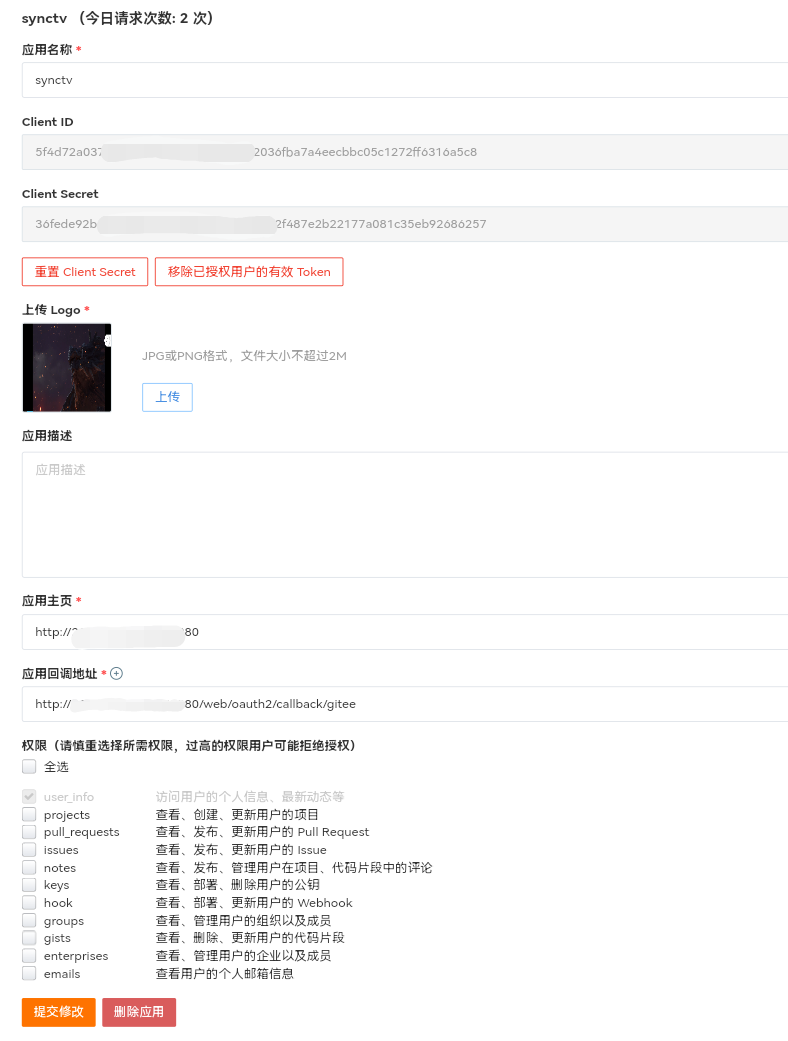 synctv （今日请求次数: 2 次）
应用名称 *
synctv
Client ID
5f4d72a037 2036fba7a4eecbbc05c1272ff6316a5c8
Client Secret
36fede92b 2f487e2b22177a081c35eb92686257
重置 Client Secret 移除已授权用户的有效 Token
上传 Logo *
JPG或PNG格式，文件大小不超过2M
上传
应用描述
应用描述
应用主页 *
http:// 80
应用回调地址 *
http:// 80/web/oauth2/callback/gitee
权限（请慎重选择所需权限，过高的权限用户可能拒绝授权）
全选
user_info 访问用户的个人信息、最新动态等
projects 查看、创建、更新用户的项目
pull_requests 查看、发布、更新用户的 Pull Request
issues 查看、发布、更新用户的 Issue
notes 查看、发布、管理用户在项目、代码片段中的评论
keys 查看、部署、删除用户的公钥
hook 查看、部署、更新用户的 Webhook
groups 查看、管理用户的组织以及成员
gists 查看、删除、更新用户的代码片段
enterprises 查看、管理用户的企业以及成员
emails 查看用户的个人邮箱信息
提交修改 删除应用